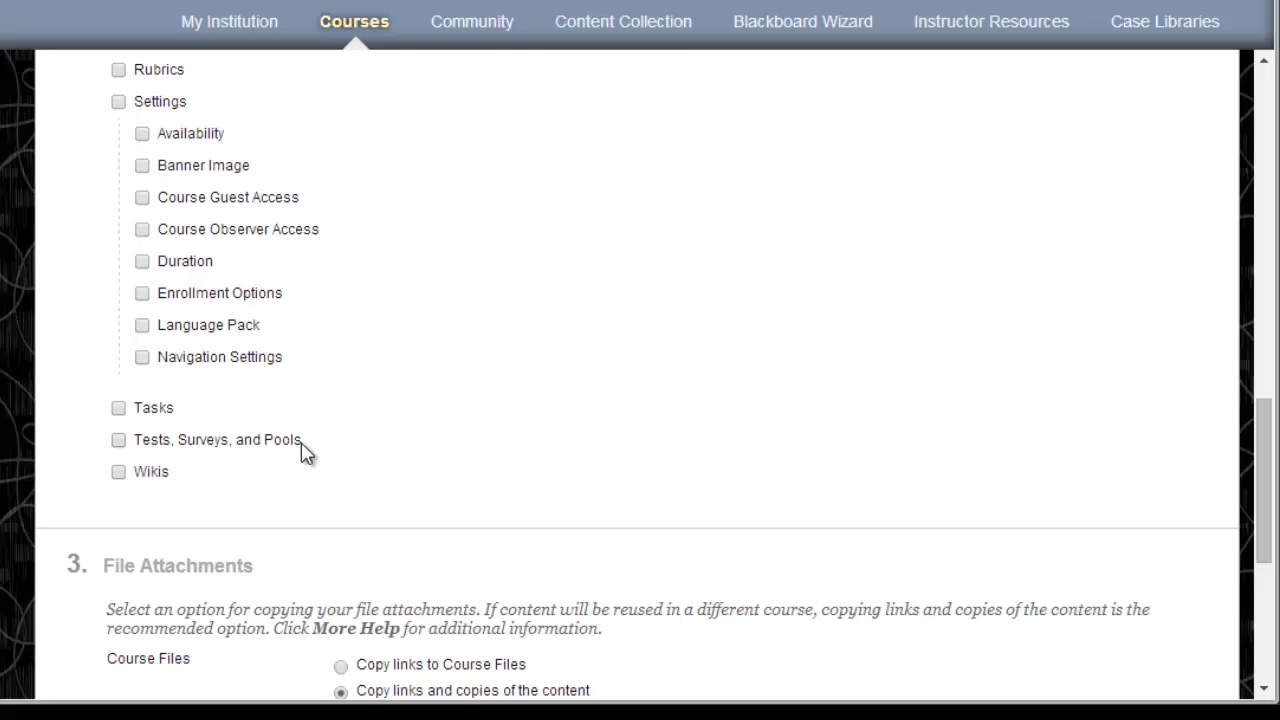 My Institution Courses Community Content Collection Blackboard Wizard Instructor Resources Case Libraries
Rubrics
Settings
Availability
Banner Image
Course Guest Access
Course Observer Access
Duration
Enrollment Options
Language Pack
Navigation Settings
Tasks
Tests, Surveys, and Pools
Wikis
3. File Attachments
Select an option for copying your file attachments. If content will be reused in a different course, copying links and copies of the content is the
recommended option. Click More Help for additional information.
Course Files
Copy links to Course Files
Copy links and copies of the content